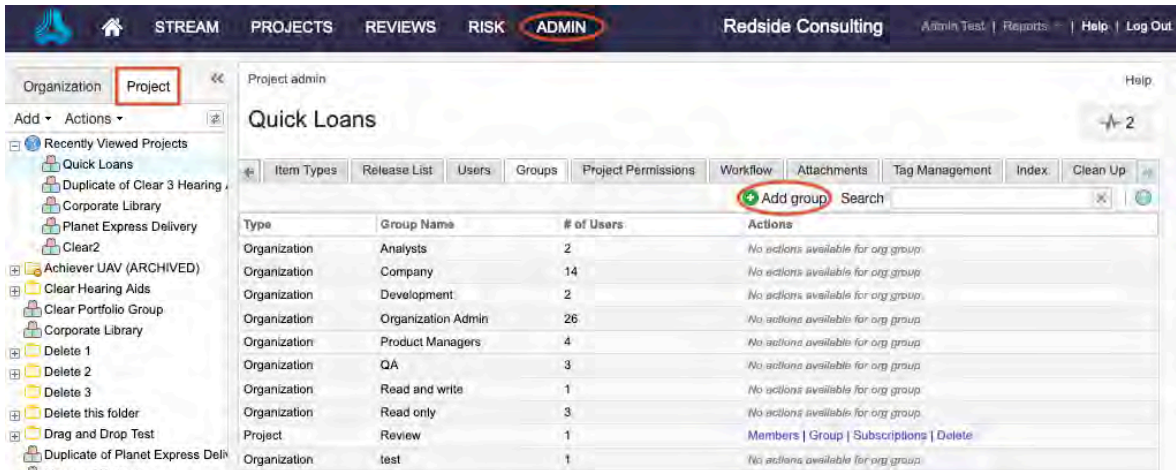 STREAM PROJECTS REVIEWS RISK ADMIN Redside Consulting Admin Test | Reports | Help | Log Out
Organization Project
Project admin Help
Add Actions
Quick Loans 2
Recently Viewed Projects
Quick Loans
Duplicate of Clear 3 Hearing
Corporate Library
Planet Express Delivery
Clear2
Achiever UAV (ARCHIVED)
Clear Hearing Aids
Clear Portfolio Group
Corporate Library
Delete 1
Delete 2
Delete 3
Delete this folder
Drag and Drop Test
Duplicate of Planet Express Deliv
Item Types Release List Users Groups Project Permissions Workflow Attachments Tag Management Index Clean Up
Add group Search
Type Group Name # of Users Actions
Organization Analysts 2 No actions available for org group.
Organization Company 14 No actions available for org group.
Organization Development 2 No actions available for org group.
Organization Organization Admin 26 No actions available for org group.
Organization Product Managers 4 No actions available for org group.
Organization QA 3 No actions available for org group.
Organization Read and write 1 No actions available for org group.
Organization Read only 3 No actions available for org group.
Project Review 1 Members | Group | Subscriptions | Delete
Organization test 1 No actions available for org group.